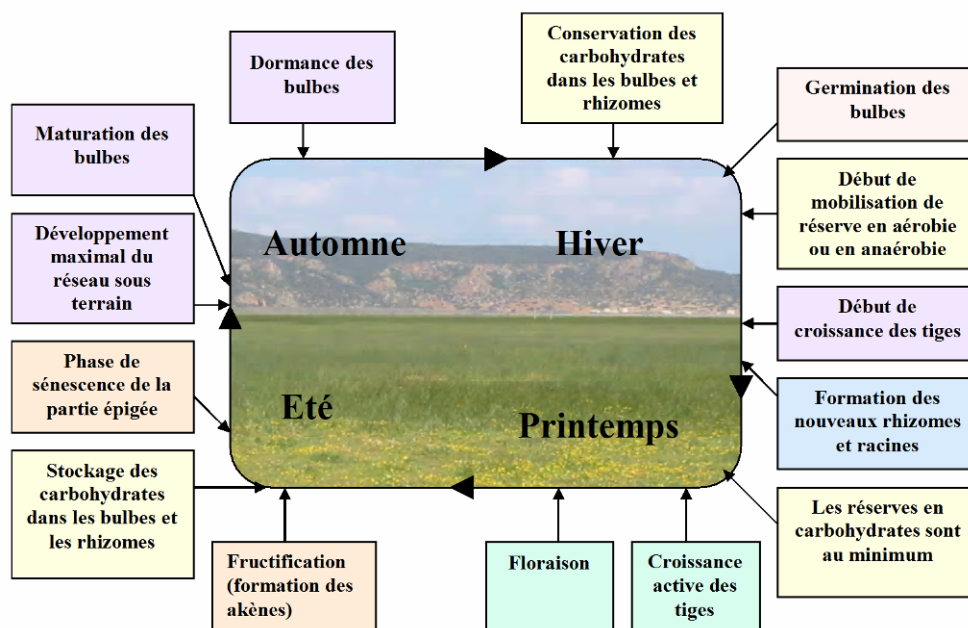 Dormance des
bulbes
Conservation des
carbohydrates
dans les bulbes et
rhizomes
Germination des
bulbes
Maturation des
bulbes
Début de
mobilisation de
réserve en aérobie
ou en anaérobie
Développement
maximal du
réseau sous
terrain
Automne
Hiver
Début de
croissance des tiges
Phase de
sénescence de la
partie épigée
Eté
Printemps
Formation des
nouveaux rhizomes
et racines
Stockage des
carbohydrates
dans les bulbes et
les rhizomes
Les réserves en
carbohydrates sont
au minimum
Fructification
(formation des
akènes)
Floraison
Croissance
active des
tiges